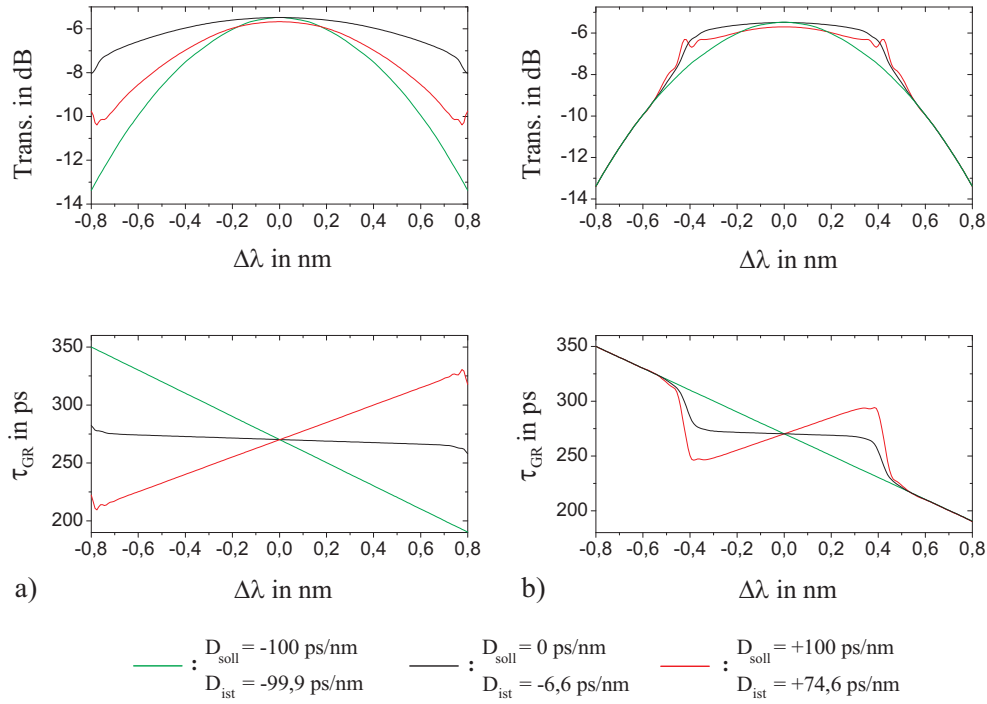 Trans. in dB
-6
-8
-10
-12
-14
-0,8 -0,6 -0,4 -0,2 0,0 0,2 0,4 0,6 0,8
Δλ in nm
Trans. in dB
-6
-8
-10
-12
-14
-0,8 -0,6 -0,4 -0,2 0,0 0,2 0,4 0,6 0,8
Δλ in nm
τGR in ps
350
300
250
200
-0,8 -0,6 -0,4 -0,2 0,0 0,2 0,4 0,6 0,8
a)
Δλ in nm
τGR in ps
350
300
250
200
-0,8 -0,6 -0,4 -0,2 0,0 0,2 0,4 0,6 0,8
b)
Δλ in nm
: Dsoll = -100 ps/nm
Dist = -99,9 ps/nm
: Dsoll = 0 ps/nm
Dist = -6,6 ps/nm
: Dsoll = +100 ps/nm
Dist = +74,6 ps/nm